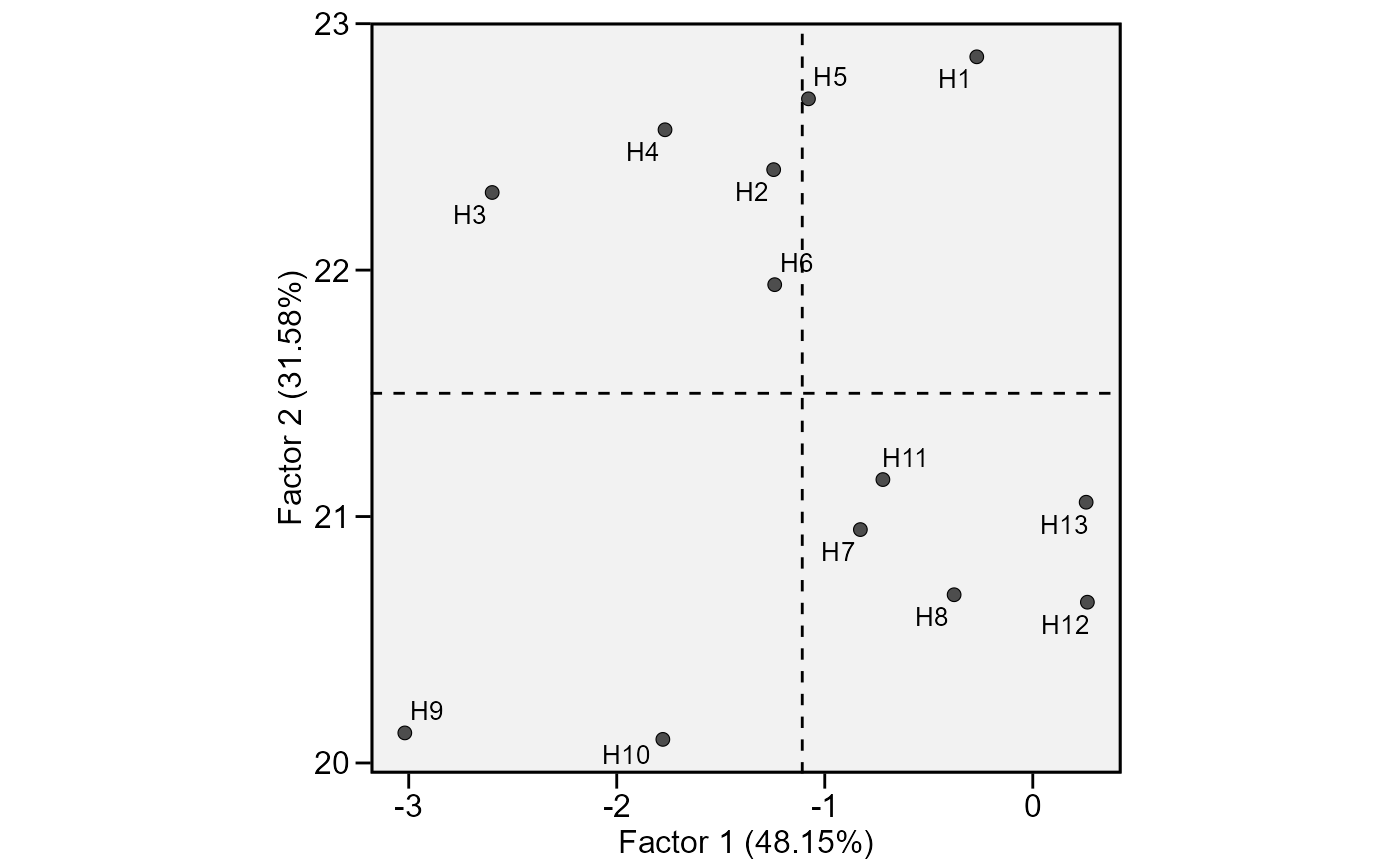 23
H5
H1
H4
H2
H3
H6
22
Factor 2 (31.58%)
H11
21
H13
H7
H8
H12
H9
H10
20
-3
-2
-1
0
Factor 1 (48.15%)